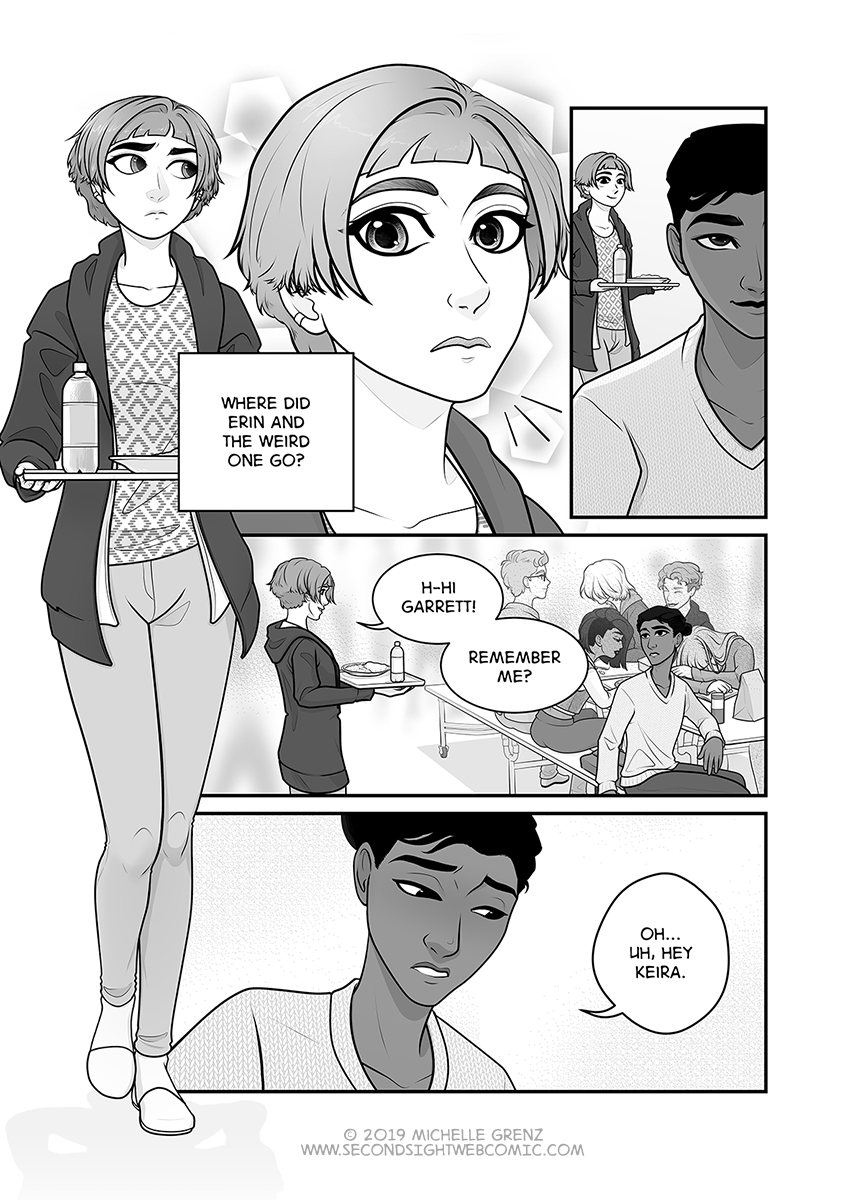 WHERE DID
ERIN AND
THE WEIRD
ONE GO?
H-HI
GARRETT!
REMEMBER
ME?
OH...
UH, HEY
KEIRA.
© 2019 MICHELLE GRENZ
WWW.SECONDSIGHTWEBCOMIC.COM